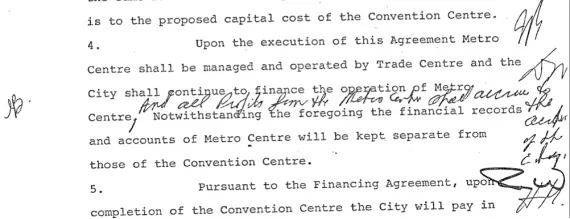 is to the proposed capital cost of the Convention Centre.
4. Upon the execution of this Agreement Metro
Centre shall be managed and operated by Trade Centre and the
City shall continue to finance the operation of Metro
And all Profits from the Metro Centre shall accrue to the
Centre, Notwithstanding the foregoing the financial records
and accounts of Metro Centre will be kept separate from
of the
those of the Convention Centre.
5. Pursuant to the Financing Agreement, upon
completion of the Convention Centre the City will pay in